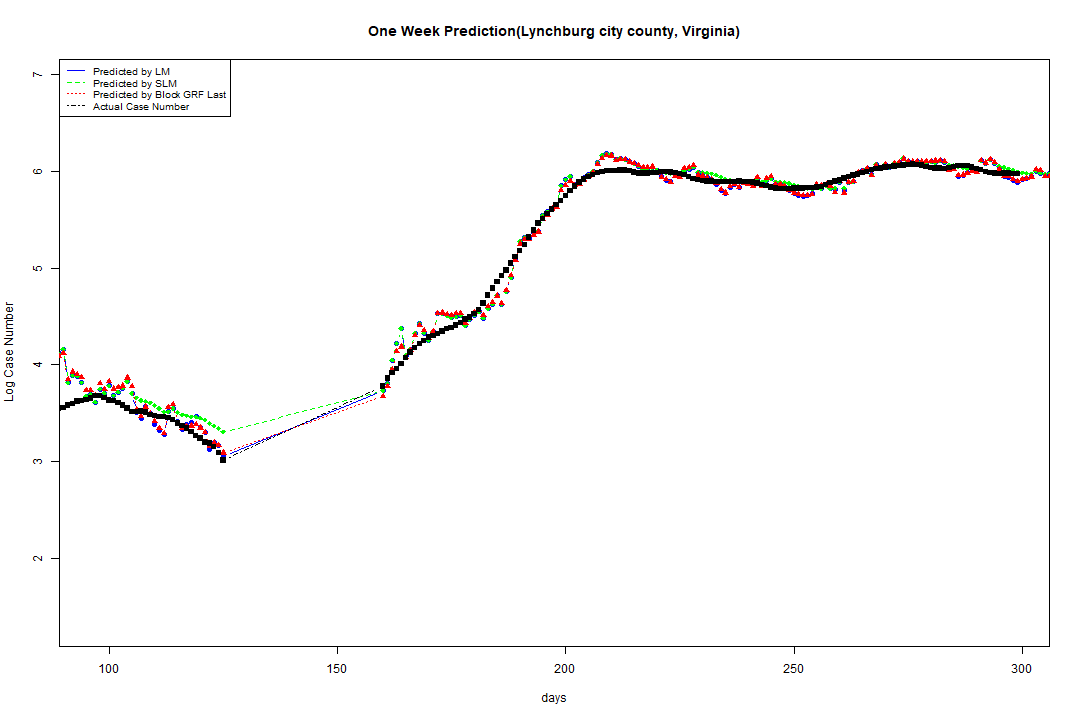 One Week Prediction(Lynchburg city county, Virginia)
Predicted by LM
Predicted by SLM
Predicted by Block GRF Last
Actual Case Number
7
6
5
4
3
2
Log Case Number
100 150 200 250 300
days